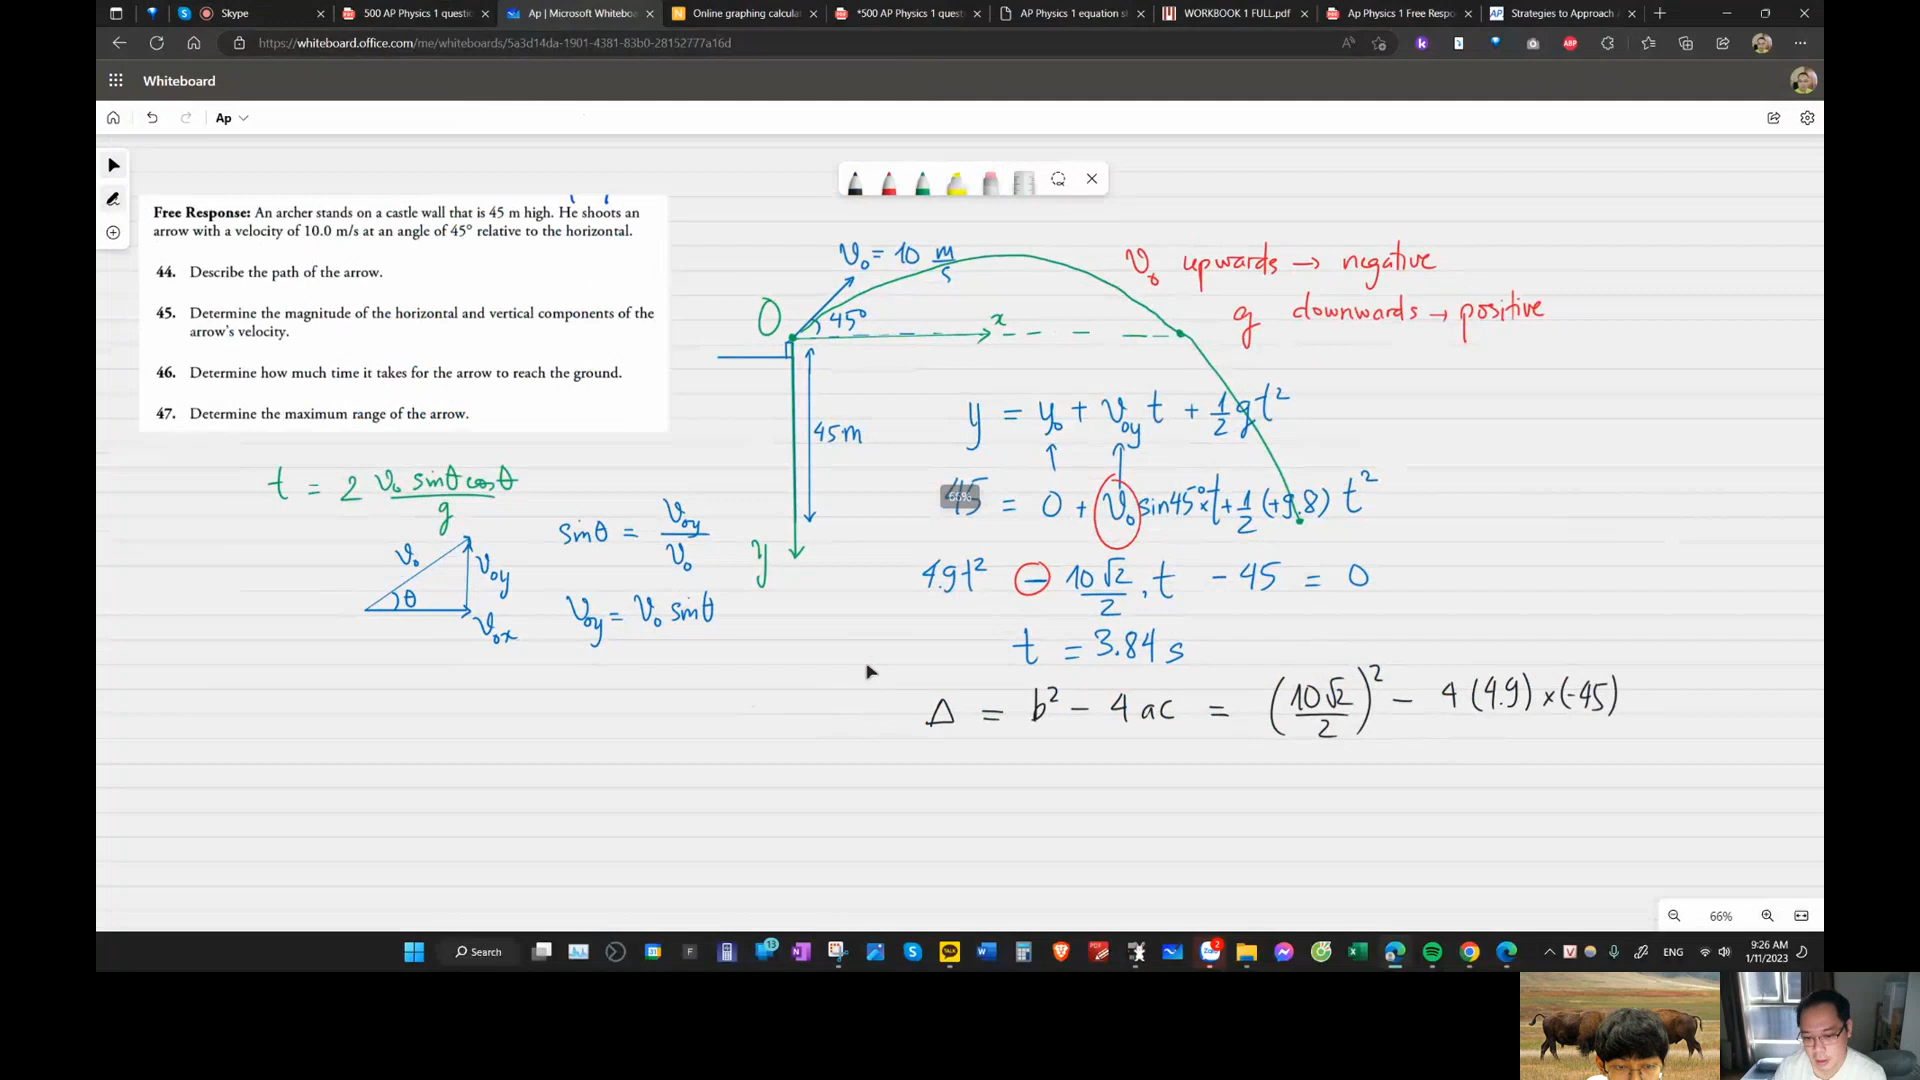 Skype
500 AP Physics 1 questi
Ap | Microsoft Whiteboa
Online graphing calcula
*500 AP Physics 1 quest
AP Physics 1 equation s
WORKBOOK 1 FULL.pdf
Ap Physics 1 Free Respo
AP Strategies to Approach
https://whiteboard.office.com/me/whiteboards/5a3d14da-1901-4381-83b0-28152777a16d
ABP
Whiteboard
Ap
Free Response: An archer stands on a castle wall that is 45 m high. He shoots an
arrow with a velocity of 10.0 m/s at an angle of 45° relative to the horizontal.
44. Describe the path of the arrow.
45. Determine the magnitude of the horizontal and vertical components of the
arrow's velocity.
46. Determine how much time it takes for the arrow to reach the ground.
47. Determine the maximum range of the arrow.
v₀ = 10 m/s
v₀ upwards → negative
g downwards → positive
O
45°
x
45m
y
y = y₀ + v₀y t + 1/2 gt²
45 = 0 + v₀ sin45°×t + 1/2 (+9.8) t²
66%
4.9t² − 10√2/2 . t − 45 = 0
t = 3.84 s
Δ = b² − 4ac = (10√2/2)² − 4(4.9)×(-45)
t = 2 v₀ sinθ cosθ / g
v₀
θ
v₀y
v₀x
sinθ = v₀y / v₀
v₀y = v₀ sinθ
66%
Search
13
2
ENG
9:26 AM
1/11/2023